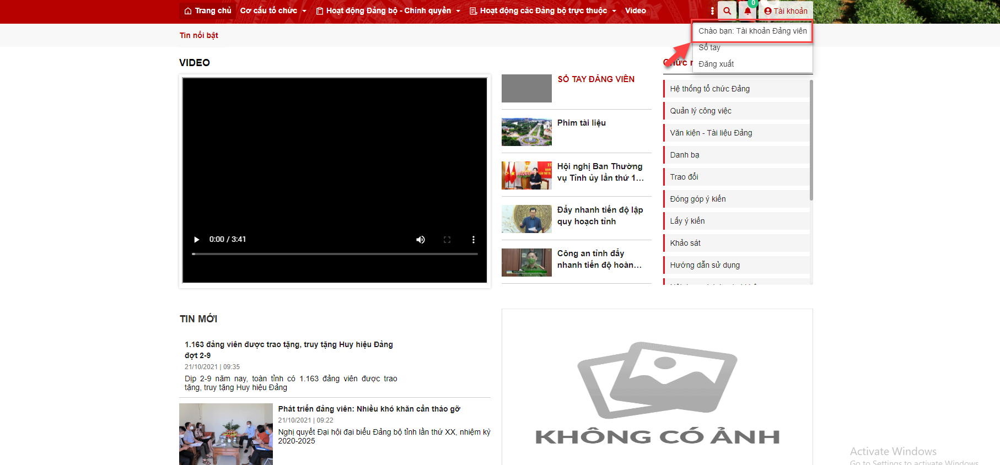 Trang chủ
Cơ cấu tổ chức
Hoạt động Đảng bộ - Chính quyền
Hoạt động các Đảng bộ trực thuộc
Video
0
Tài khoản
Chào bạn: Tài khoản Đảng viên
Sổ tay
Đăng xuất
Tin nổi bật
VIDEO
0:00 / 3:41
SỔ TAY ĐẢNG VIÊN
Phim tài liệu
Hội nghị Ban Thường
vụ Tỉnh ủy lần thứ 1...
Đẩy nhanh tiến độ lập
quy hoạch tỉnh
Công an tỉnh đẩy
nhanh tiến độ hoàn...
Hệ thống tổ chức Đảng
Quản lý công việc
Văn kiện - Tài liệu Đảng
Danh bạ
Trao đổi
Đóng góp ý kiến
Lấy ý kiến
Khảo sát
Hướng dẫn sử dụng
TIN MỚI
1.163 đảng viên được trao tặng, truy tặng Huy hiệu Đảng
đợt 2-9
21/10/2021 | 09:35
Dịp 2-9 năm nay, toàn tỉnh có 1.163 đảng viên được trao
tặng, truy tặng Huy hiệu Đảng
Phát triển đảng viên: Nhiều khó khăn cần tháo gỡ
21/10/2021 | 09:22
Nghị quyết Đại hội đại biểu Đảng bộ tỉnh lần thứ XX, nhiệm kỳ
2020-2025
KHÔNG CÓ ẢNH
Activate Windows
Go to Settings to activate Windows.